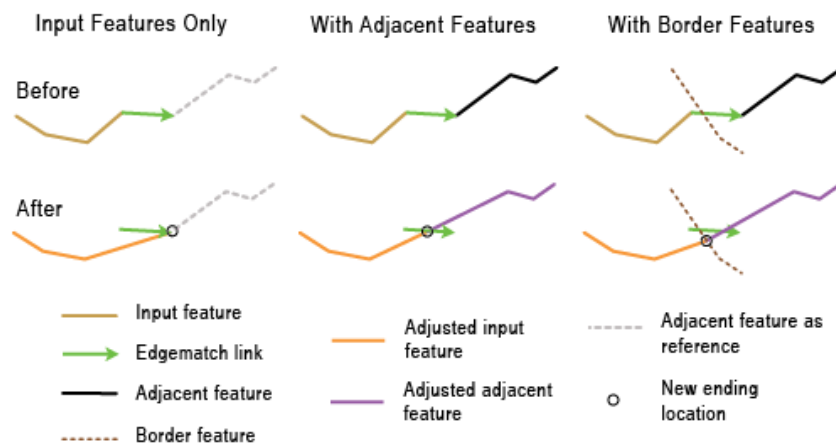 Input Features Only
With Adjacent Features
With Border Features
Before
After
Input feature
Edgematch link
Adjacent feature
Border feature
Adjusted input
feature
Adjusted adjacent
feature
Adjacent feature as
reference
New ending
location